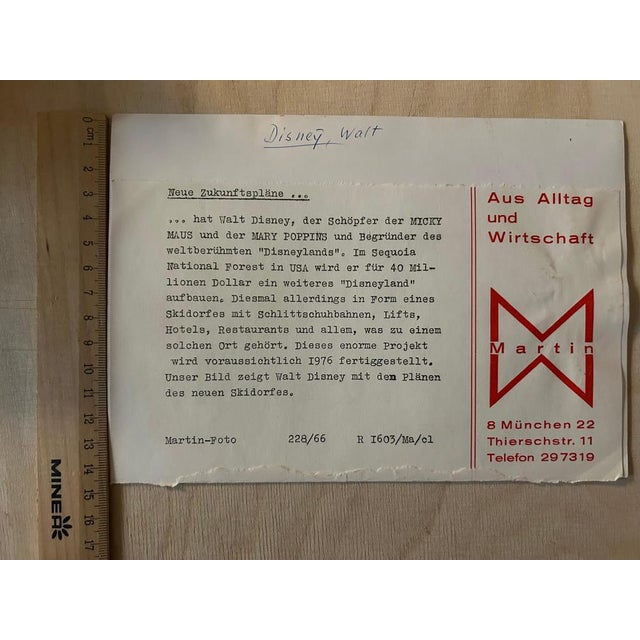 Disney, Walt
Neue Zukunftspläne ...
... hat Walt Disney, der Schöpfer der MICKY
MAUS und der MARY POPPINS und Begründer des
weltberühmten "Disneylands". Im Sequoia
National Forest in USA wird er für 40 Mil-
lionen Dollar ein weiteres "Disneyland"
aufbauen. Diesmal allerdings in Form eines
Skidorfes mit Schlittschuhbahnen, Lifts,
Hotels, Restaurants und allem, was zu einem
solchen Ort gehört. Dieses enorme Projekt
wird voraussichtlich 1976 fertiggestellt.
Unser Bild zeigt Walt Disney mit den Plänen
des neuen Skidorfes.
Martin-Foto 228/66 R I603/Ma/cl
Aus Alltag
und
Wirtschaft
Martin
8 München 22
Thierschstr. 11
Telefon 297319
0 cm 1 2 3 4 5 6 7 8 9 10 11 12 13 14 15 16 17
MINER